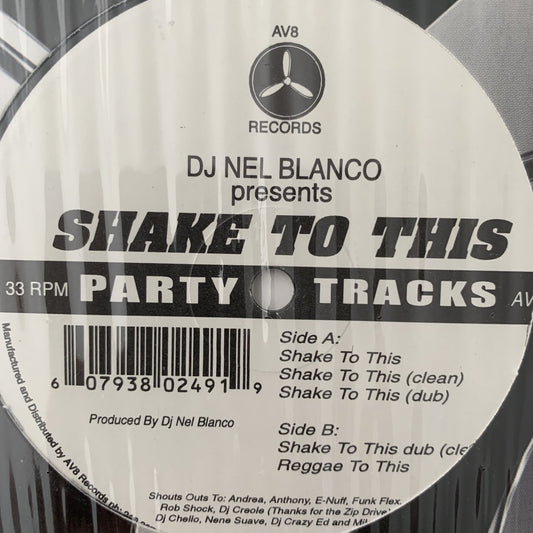 AV8
RECORDS
DJ NEL BLANCO
presents
SHAKE TO THIS
33 RPM PARTY TRACKS AV
6 07938 02491 9
Produced By Dj Nel Blanco
Side A:
Shake To This
Shake To This (clean)
Shake To This (dub)
Side B:
Shake To This dub (cle
Reggae To This
Shouts Outs To: Andrea, Anthony, E-Nuff, Funk Flex.
Rob Shock, Dj Creole (Thanks for the Zip Drive)
Dj Chello, Nene Suave, Dj Crazy Ed and
Manufactured and Distributed by AV8 Records